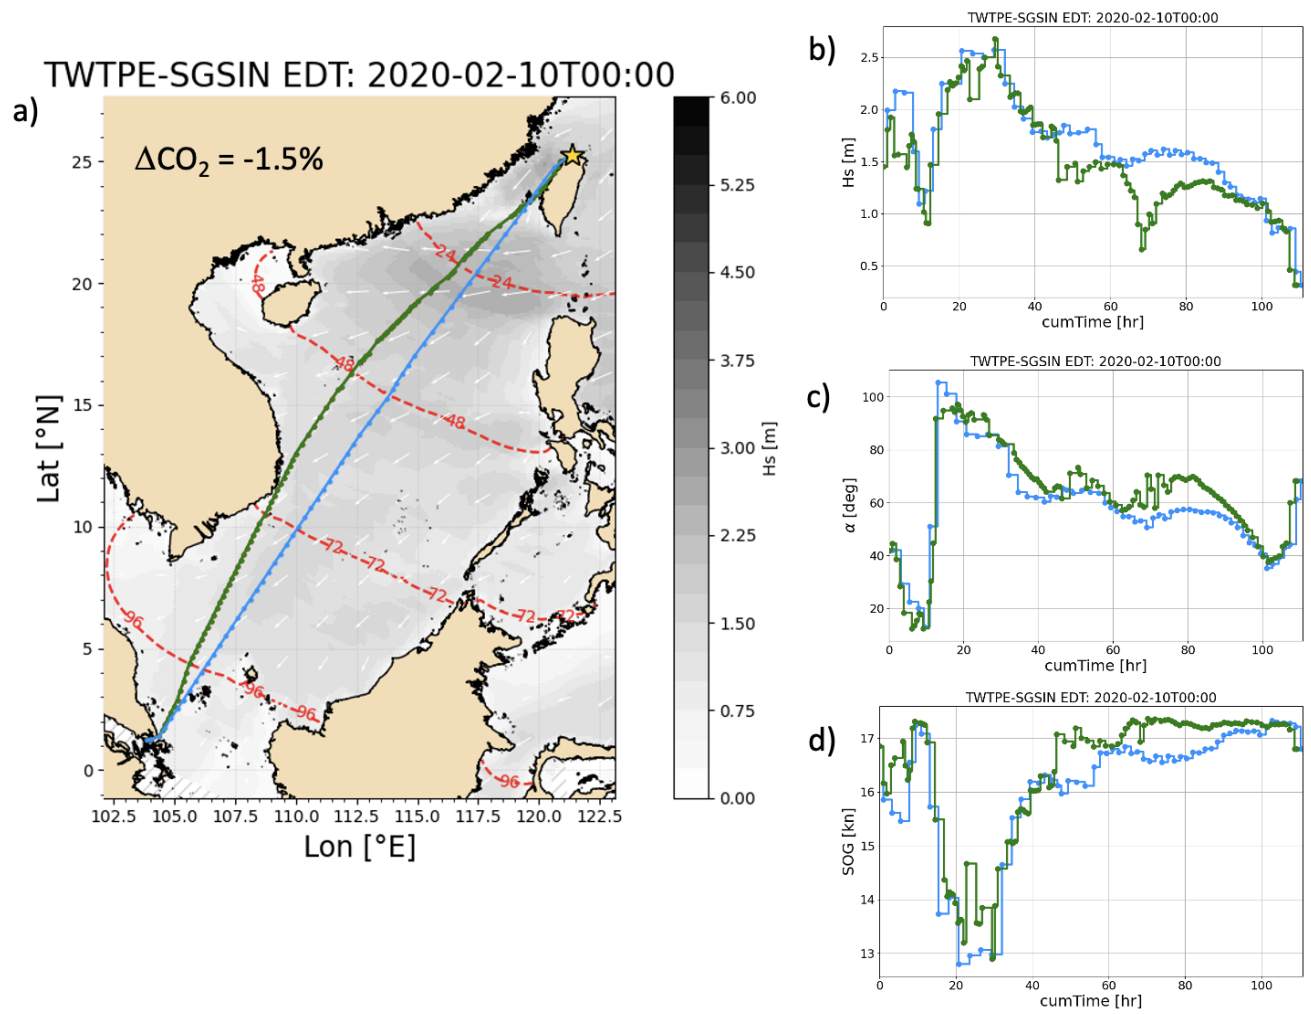 TWTPE-SGSIN EDT: 2020-02-10T00:00
a)
ΔCO₂ = -1.5%
25
20
15
10
5
0
Lat [°N]
102.5 105.0 107.5 110.0 112.5 115.0 117.5 120.0 122.5
Lon [°E]
24
24
48
48
48
72
72
72
72
72
96
96
96
96
6.00
5.25
4.50
3.75
3.00
2.25
1.50
0.75
0.00
Hs [m]
b)
TWTPE-SGSIN EDT: 2020-02-10T00:00
2.5
2.0
1.5
1.0
0.5
Hs [m]
0 20 40 60 80 100
cumTime [hr]
c)
TWTPE-SGSIN EDT: 2020-02-10T00:00
100
80
60
40
20
α [deg]
0 20 40 60 80 100
cumTime [hr]
d)
TWTPE-SGSIN EDT: 2020-02-10T00:00
17
16
15
14
13
SOG [kn]
0 20 40 60 80 100
cumTime [hr]